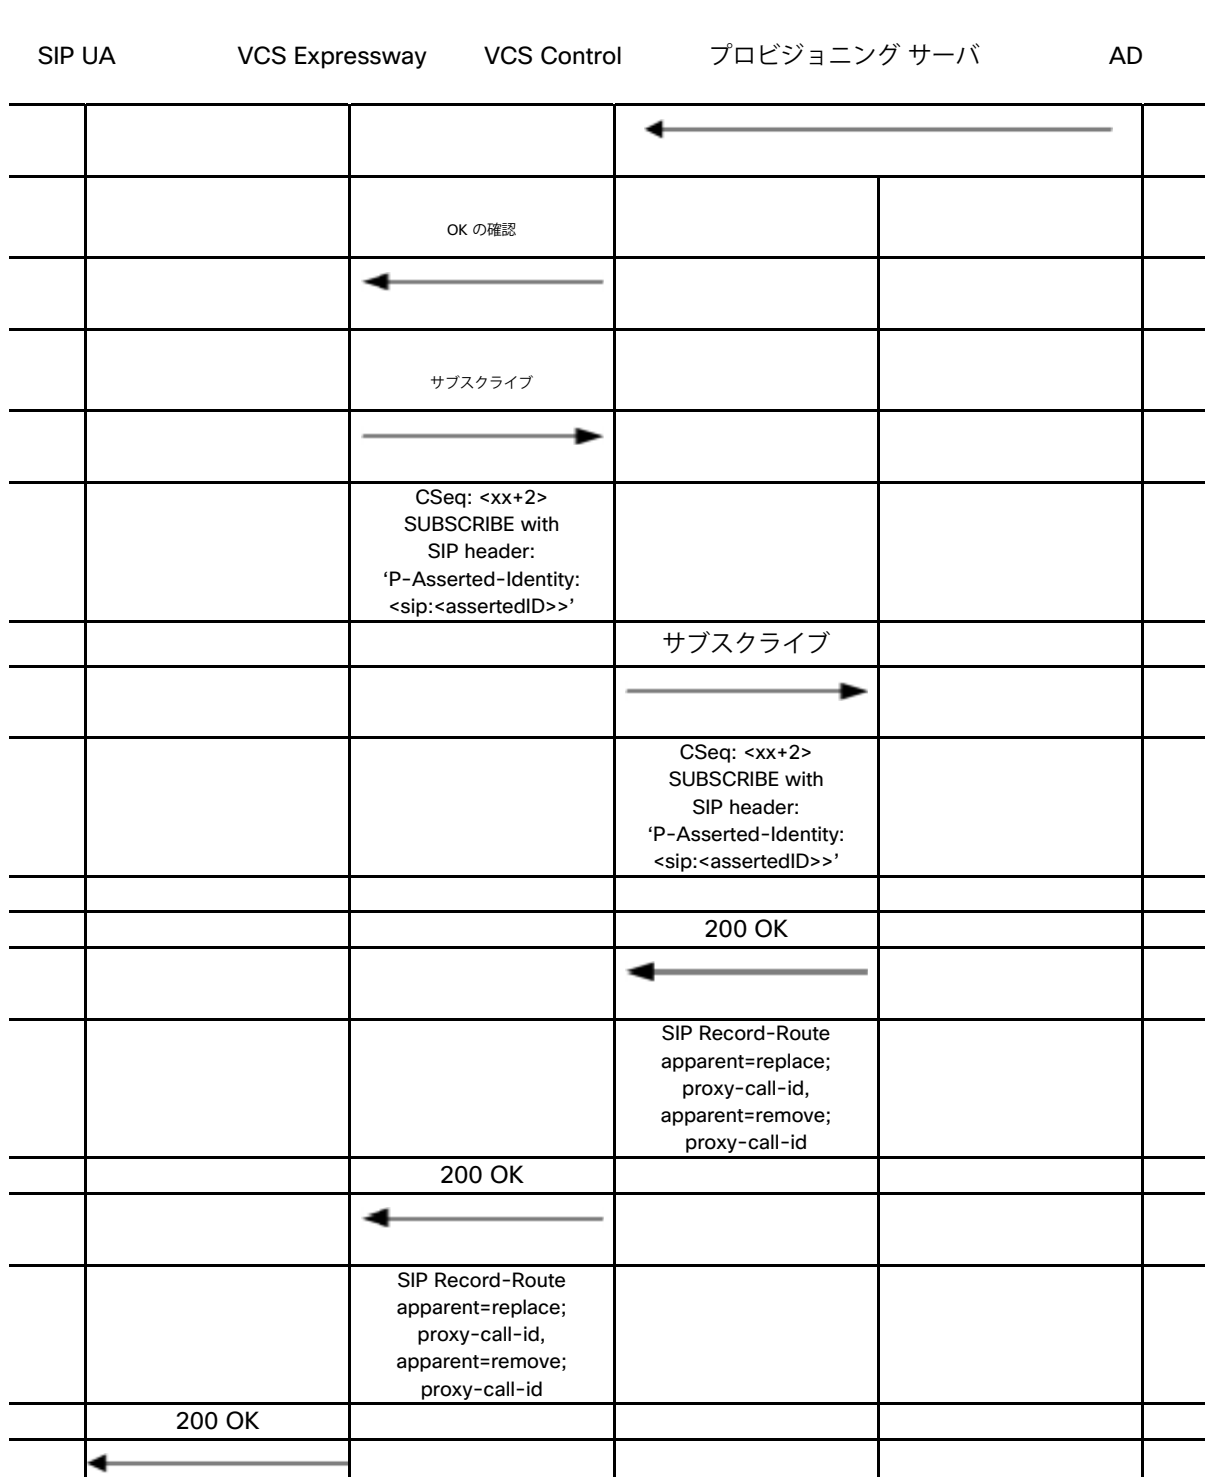 SIP UA VCS Expressway VCS Control プロビジョニング サーバ AD
OK の確認
サブスクライブ
CSeq: <xx+2>
SUBSCRIBE with
SIP header:
‘P-Asserted-Identity:
<sip:<assertedID>>’
サブスクライブ
CSeq: <xx+2>
SUBSCRIBE with
SIP header:
‘P-Asserted-Identity:
<sip:<assertedID>>’
200 OK
SIP Record-Route
apparent=replace;
proxy-call-id,
apparent=remove;
proxy-call-id
200 OK
SIP Record-Route
apparent=replace;
proxy-call-id,
apparent=remove;
proxy-call-id
200 OK